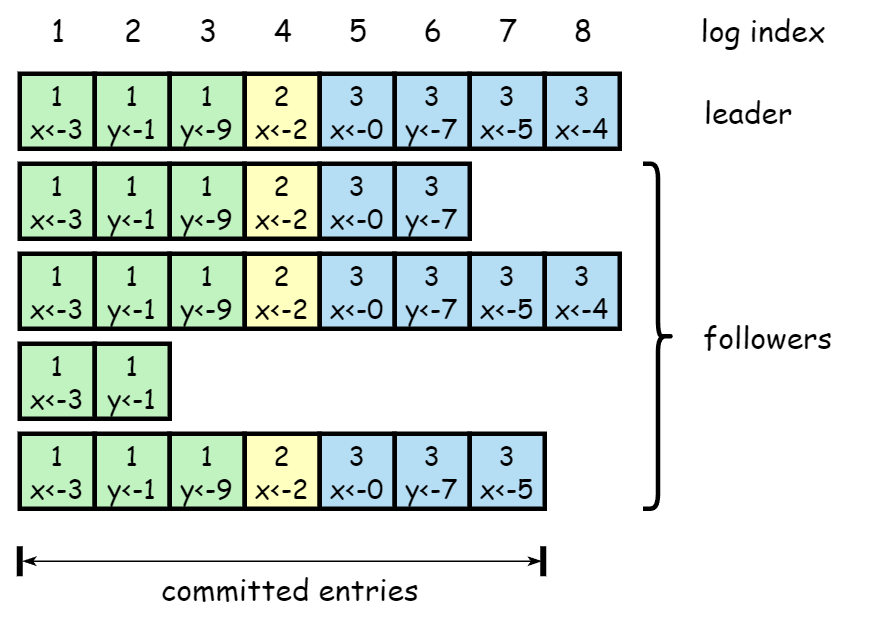 1 2 3 4 5 6 7 8 log index
1 1 1 2 3 3 3 3
x<-3 y<-1 y<-9 x<-2 x<-0 y<-7 x<-5 x<-4
leader
1 1 1 2 3 3
x<-3 y<-1 y<-9 x<-2 x<-0 y<-7
1 1 1 2 3 3 3 3
x<-3 y<-1 y<-9 x<-2 x<-0 y<-7 x<-5 x<-4
followers
1 1
x<-3 y<-1
1 1 1 2 3 3 3
x<-3 y<-1 y<-9 x<-2 x<-0 y<-7 x<-5
committed entries